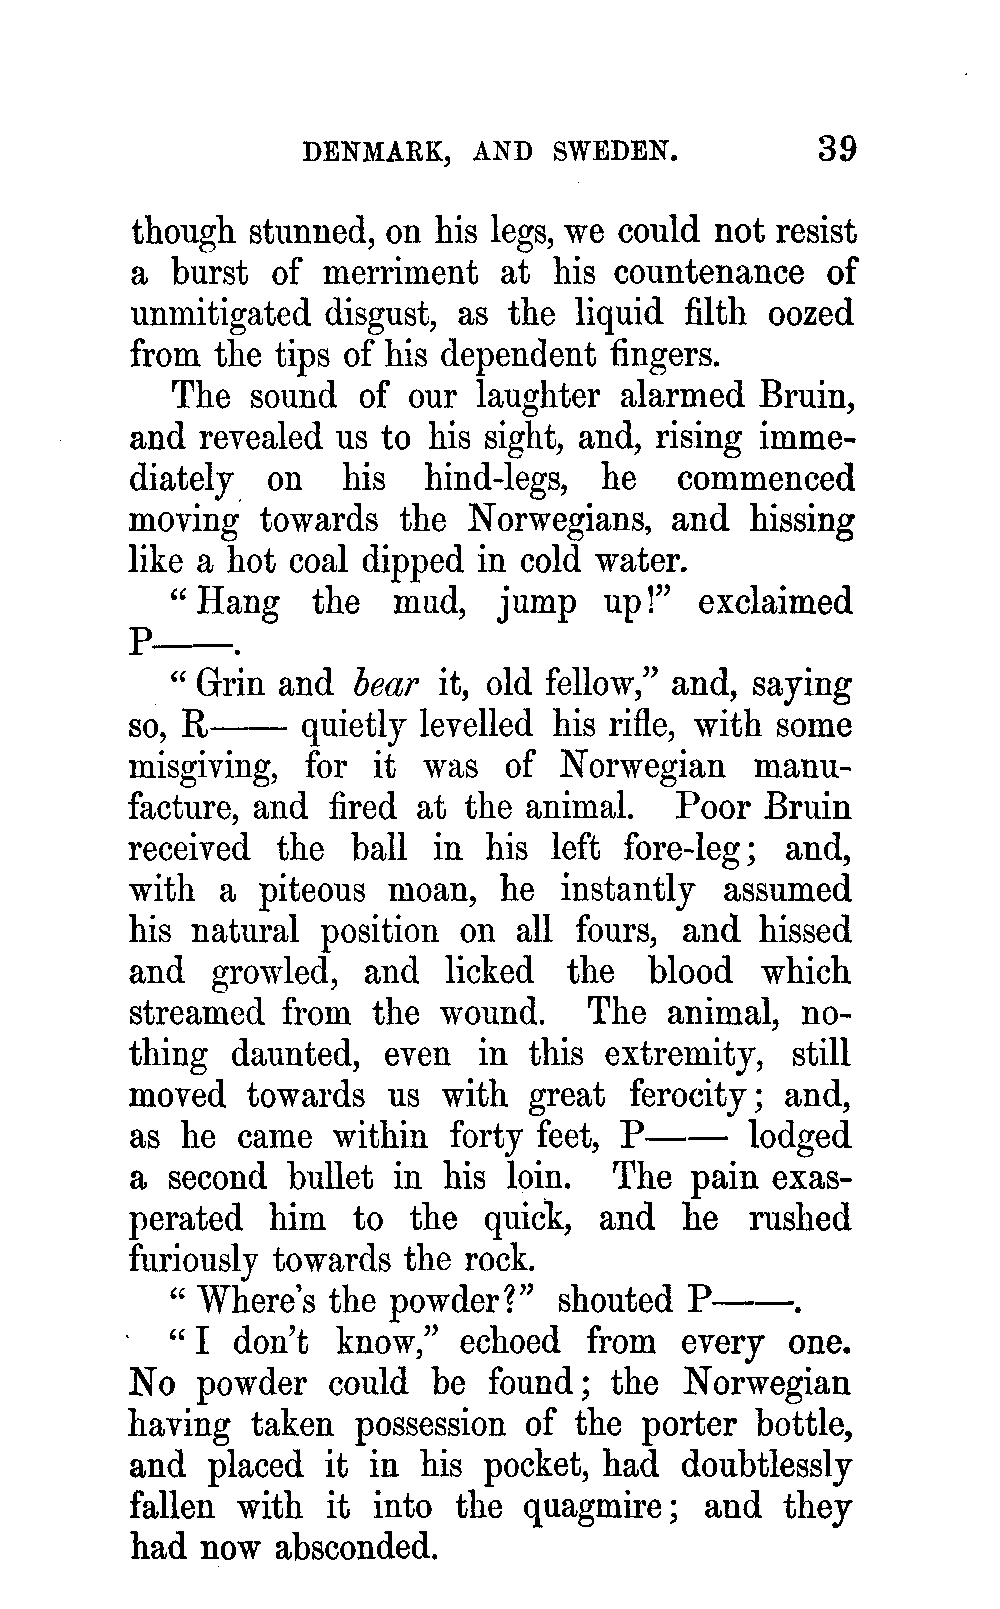 DENMARK, AND SWEDEN. 39
though stunned, on his legs, we could not resist
a burst of merriment at his countenance of
unmitigated disgust, as the liquid filth oozed
from the tips of his dependent fingers.
The sound of our laughter alarmed Bruin,
and revealed us to his sight, and, rising imme-
diately on his hind-legs, he commenced
moving towards the Norwegians, and hissing
like a hot coal dipped in cold water.
“Hang the mud, jump up!” exclaimed
P——.
“Grin and bear it, old fellow,” and, saying
so, R—— quietly levelled his rifle, with some
misgiving, for it was of Norwegian manu-
facture, and fired at the animal. Poor Bruin
received the ball in his left fore-leg; and,
with a piteous moan, he instantly assumed
his natural position on all fours, and hissed
and growled, and licked the blood which
streamed from the wound. The animal, no-
thing daunted, even in this extremity, still
moved towards us with great ferocity; and,
as he came within forty feet, P—— lodged
a second bullet in his loin. The pain exas-
perated him to the quick, and he rushed
furiously towards the rock.
“Where's the powder?” shouted P——.
“I don't know,” echoed from every one.
No powder could be found; the Norwegian
having taken possession of the porter bottle,
and placed it in his pocket, had doubtlessly
fallen with it into the quagmire; and they
had now absconded.